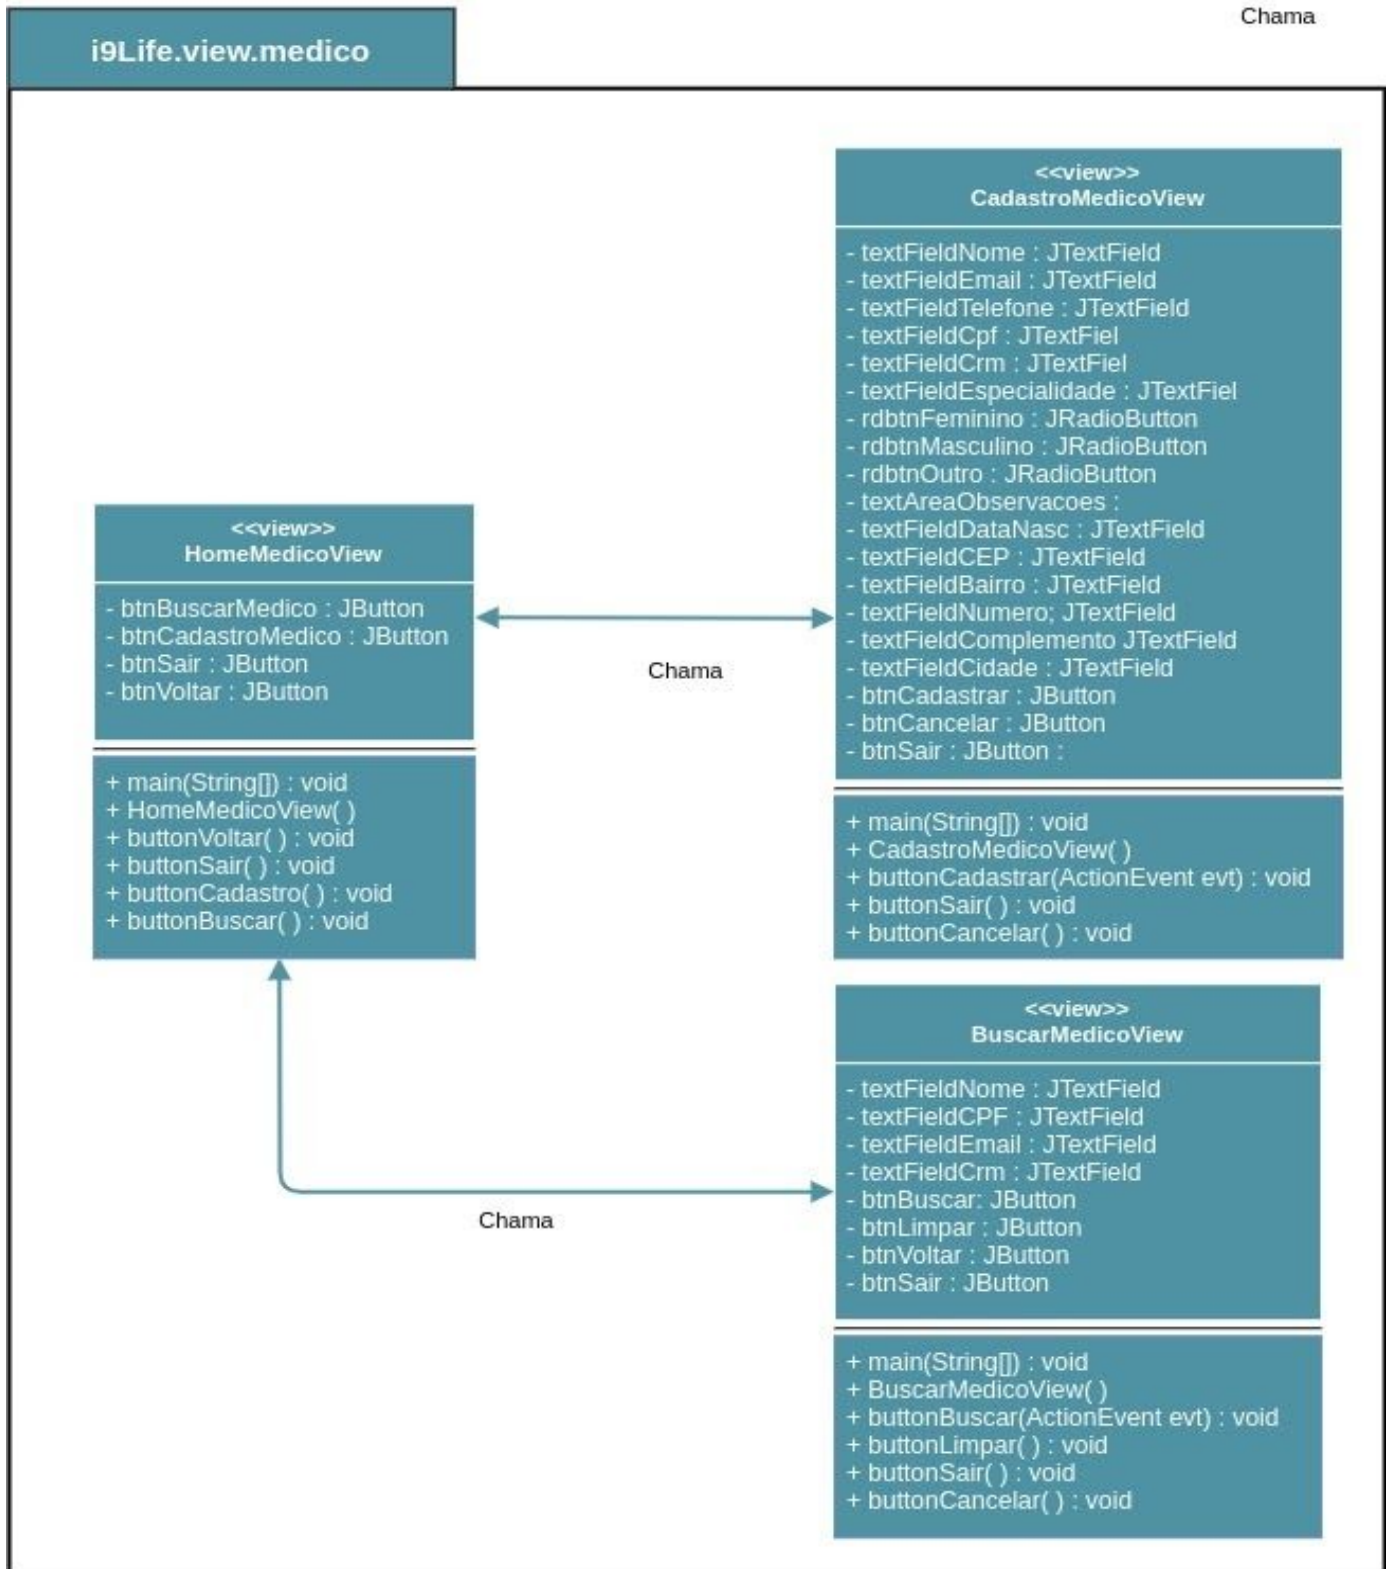 Chama
i9Life.view.medico
<<view>>
CadastroMedicoView
- textFieldNome : JTextField
- textFieldEmail : JTextField
- textFieldTelefone : JTextField
- textFieldCpf : JTextFiel
- textFieldCrm : JTextFiel
- textFieldEspecialidade : JTextFiel
- rdbtnFeminino : JRadioButton
- rdbtnMasculino : JRadioButton
- rdbtnOutro : JRadioButton
- textAreaObservacoes :
- textFieldDataNasc : JTextField
- textFieldCEP : JTextField
- textFieldBairro : JTextField
- textFieldNumero; JTextField
- textFieldComplemento JTextField
- textFieldCidade : JTextField
- btnCadastrar : JButton
- btnCancelar : JButton
- btnSair : JButton :
+ main(String[]) : void
+ CadastroMedicoView( )
+ buttonCadastrar(ActionEvent evt) : void
+ buttonSair( ) : void
+ buttonCancelar( ) : void
<<view>>
HomeMedicoView
- btnBuscarMedico : JButton
- btnCadastroMedico : JButton
- btnSair : JButton
- btnVoltar : JButton
+ main(String[]) : void
+ HomeMedicoView( )
+ buttonVoltar( ) : void
+ buttonSair( ) : void
+ buttonCadastro( ) : void
+ buttonBuscar( ) : void
Chama
<<view>>
BuscarMedicoView
- textFieldNome : JTextField
- textFieldCPF : JTextField
- textFieldEmail : JTextField
- textFieldCrm : JTextField
- btnBuscar: JButton
- btnLimpar : JButton
- btnVoltar : JButton
- btnSair : JButton
+ main(String[]) : void
+ BuscarMedicoView( )
+ buttonBuscar(ActionEvent evt) : void
+ buttonLimpar( ) : void
+ buttonSair( ) : void
+ buttonCancelar( ) : void
Chama